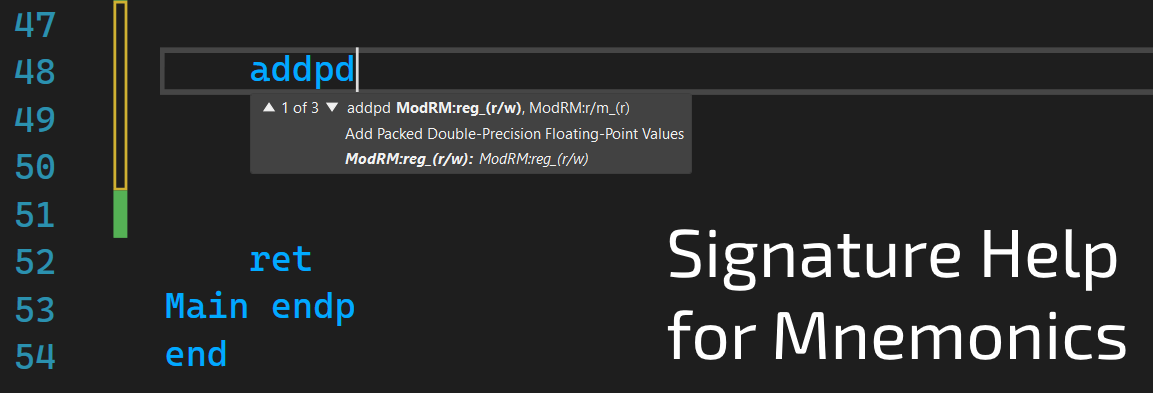 47
48 addpd
▲ 1 of 3 ▼ addpd ModRM:reg_(r/w), ModRM:r/m_(r)
49
Add Packed Double-Precision Floating-Point Values
ModRM:reg_(r/w): ModRM:reg_(r/w)
50
51
52 ret
53 Main endp
54 end
Signature Help
for Mnemonics